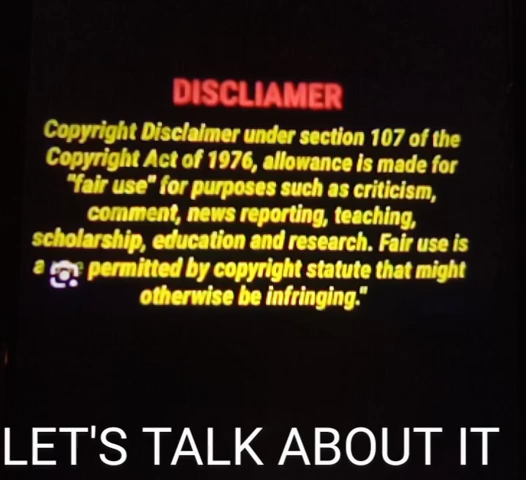 DISCLIAMER
Copyright Disclaimer under section 107 of the
Copyright Act of 1976, allowance is made for
"fair use" for purposes such as criticism,
comment, news reporting, teaching,
scholarship, education and research. Fair use is
a permitted by copyright statute that might
otherwise be infringing."
LET'S TALK ABOUT IT